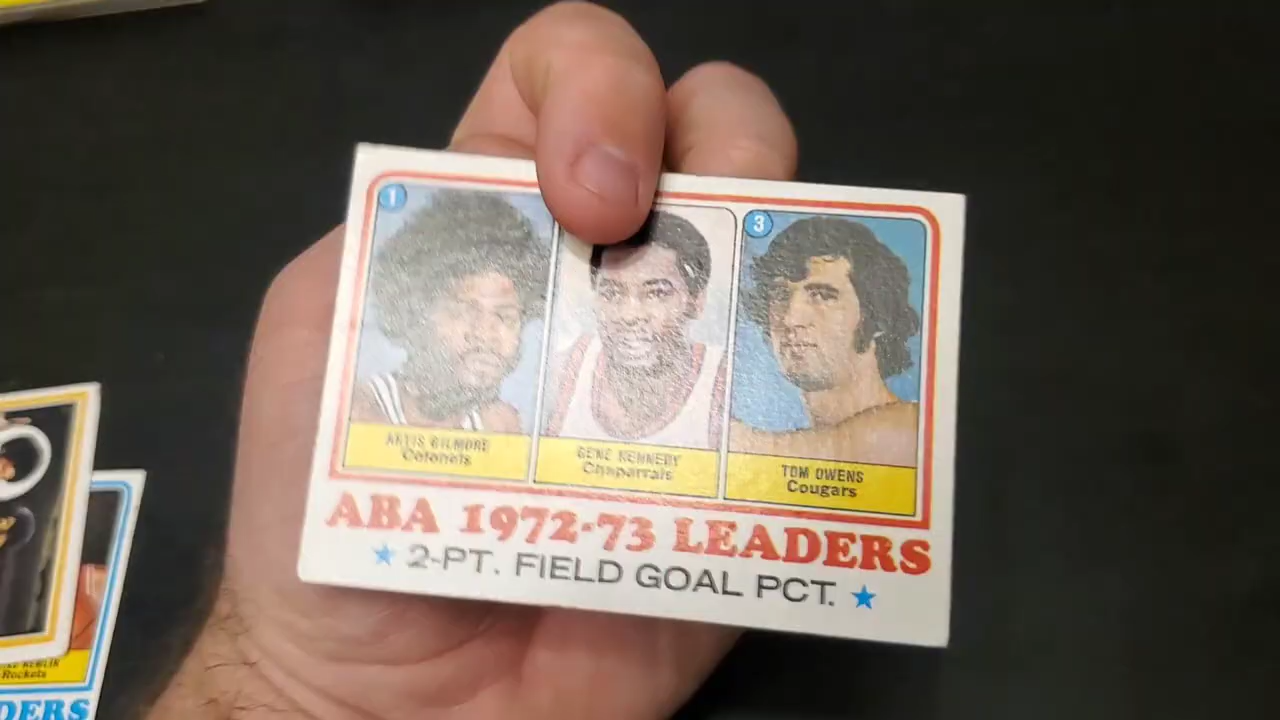 1
3
ARTIS GILMORE
Colonels
GENE KENNEDY
Chaparrals
TOM OWENS
Cougars
ABA 1972-73 LEADERS
★ 2-PT. FIELD GOAL PCT. ★
Rockets
DERS